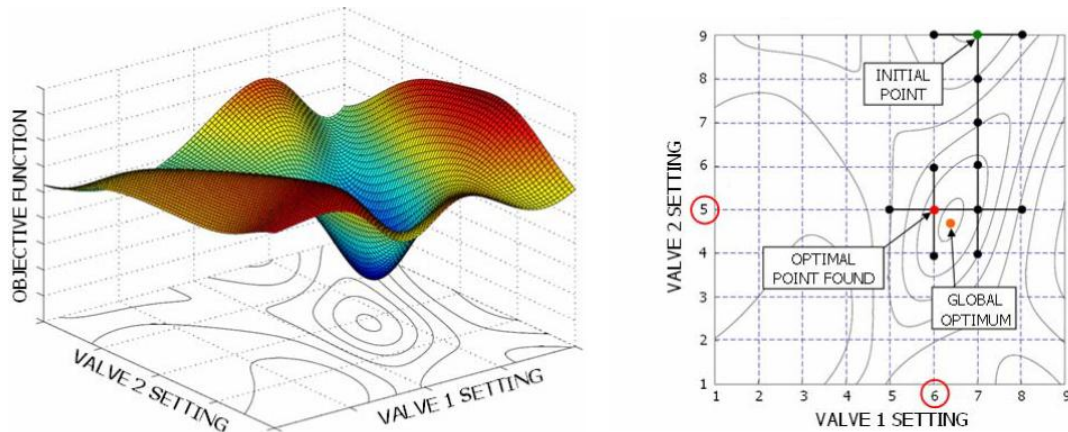 OBJECTIVE FUNCTION
VALVE 2 SETTING
VALVE 1 SETTING
VALVE 2 SETTING
9
8
7
6
5
4
3
2
1
INITIAL
POINT
OPTIMAL
POINT FOUND
GLOBAL
OPTIMUM
1 2 3 4 5 6 7 8 9
VALVE 1 SETTING